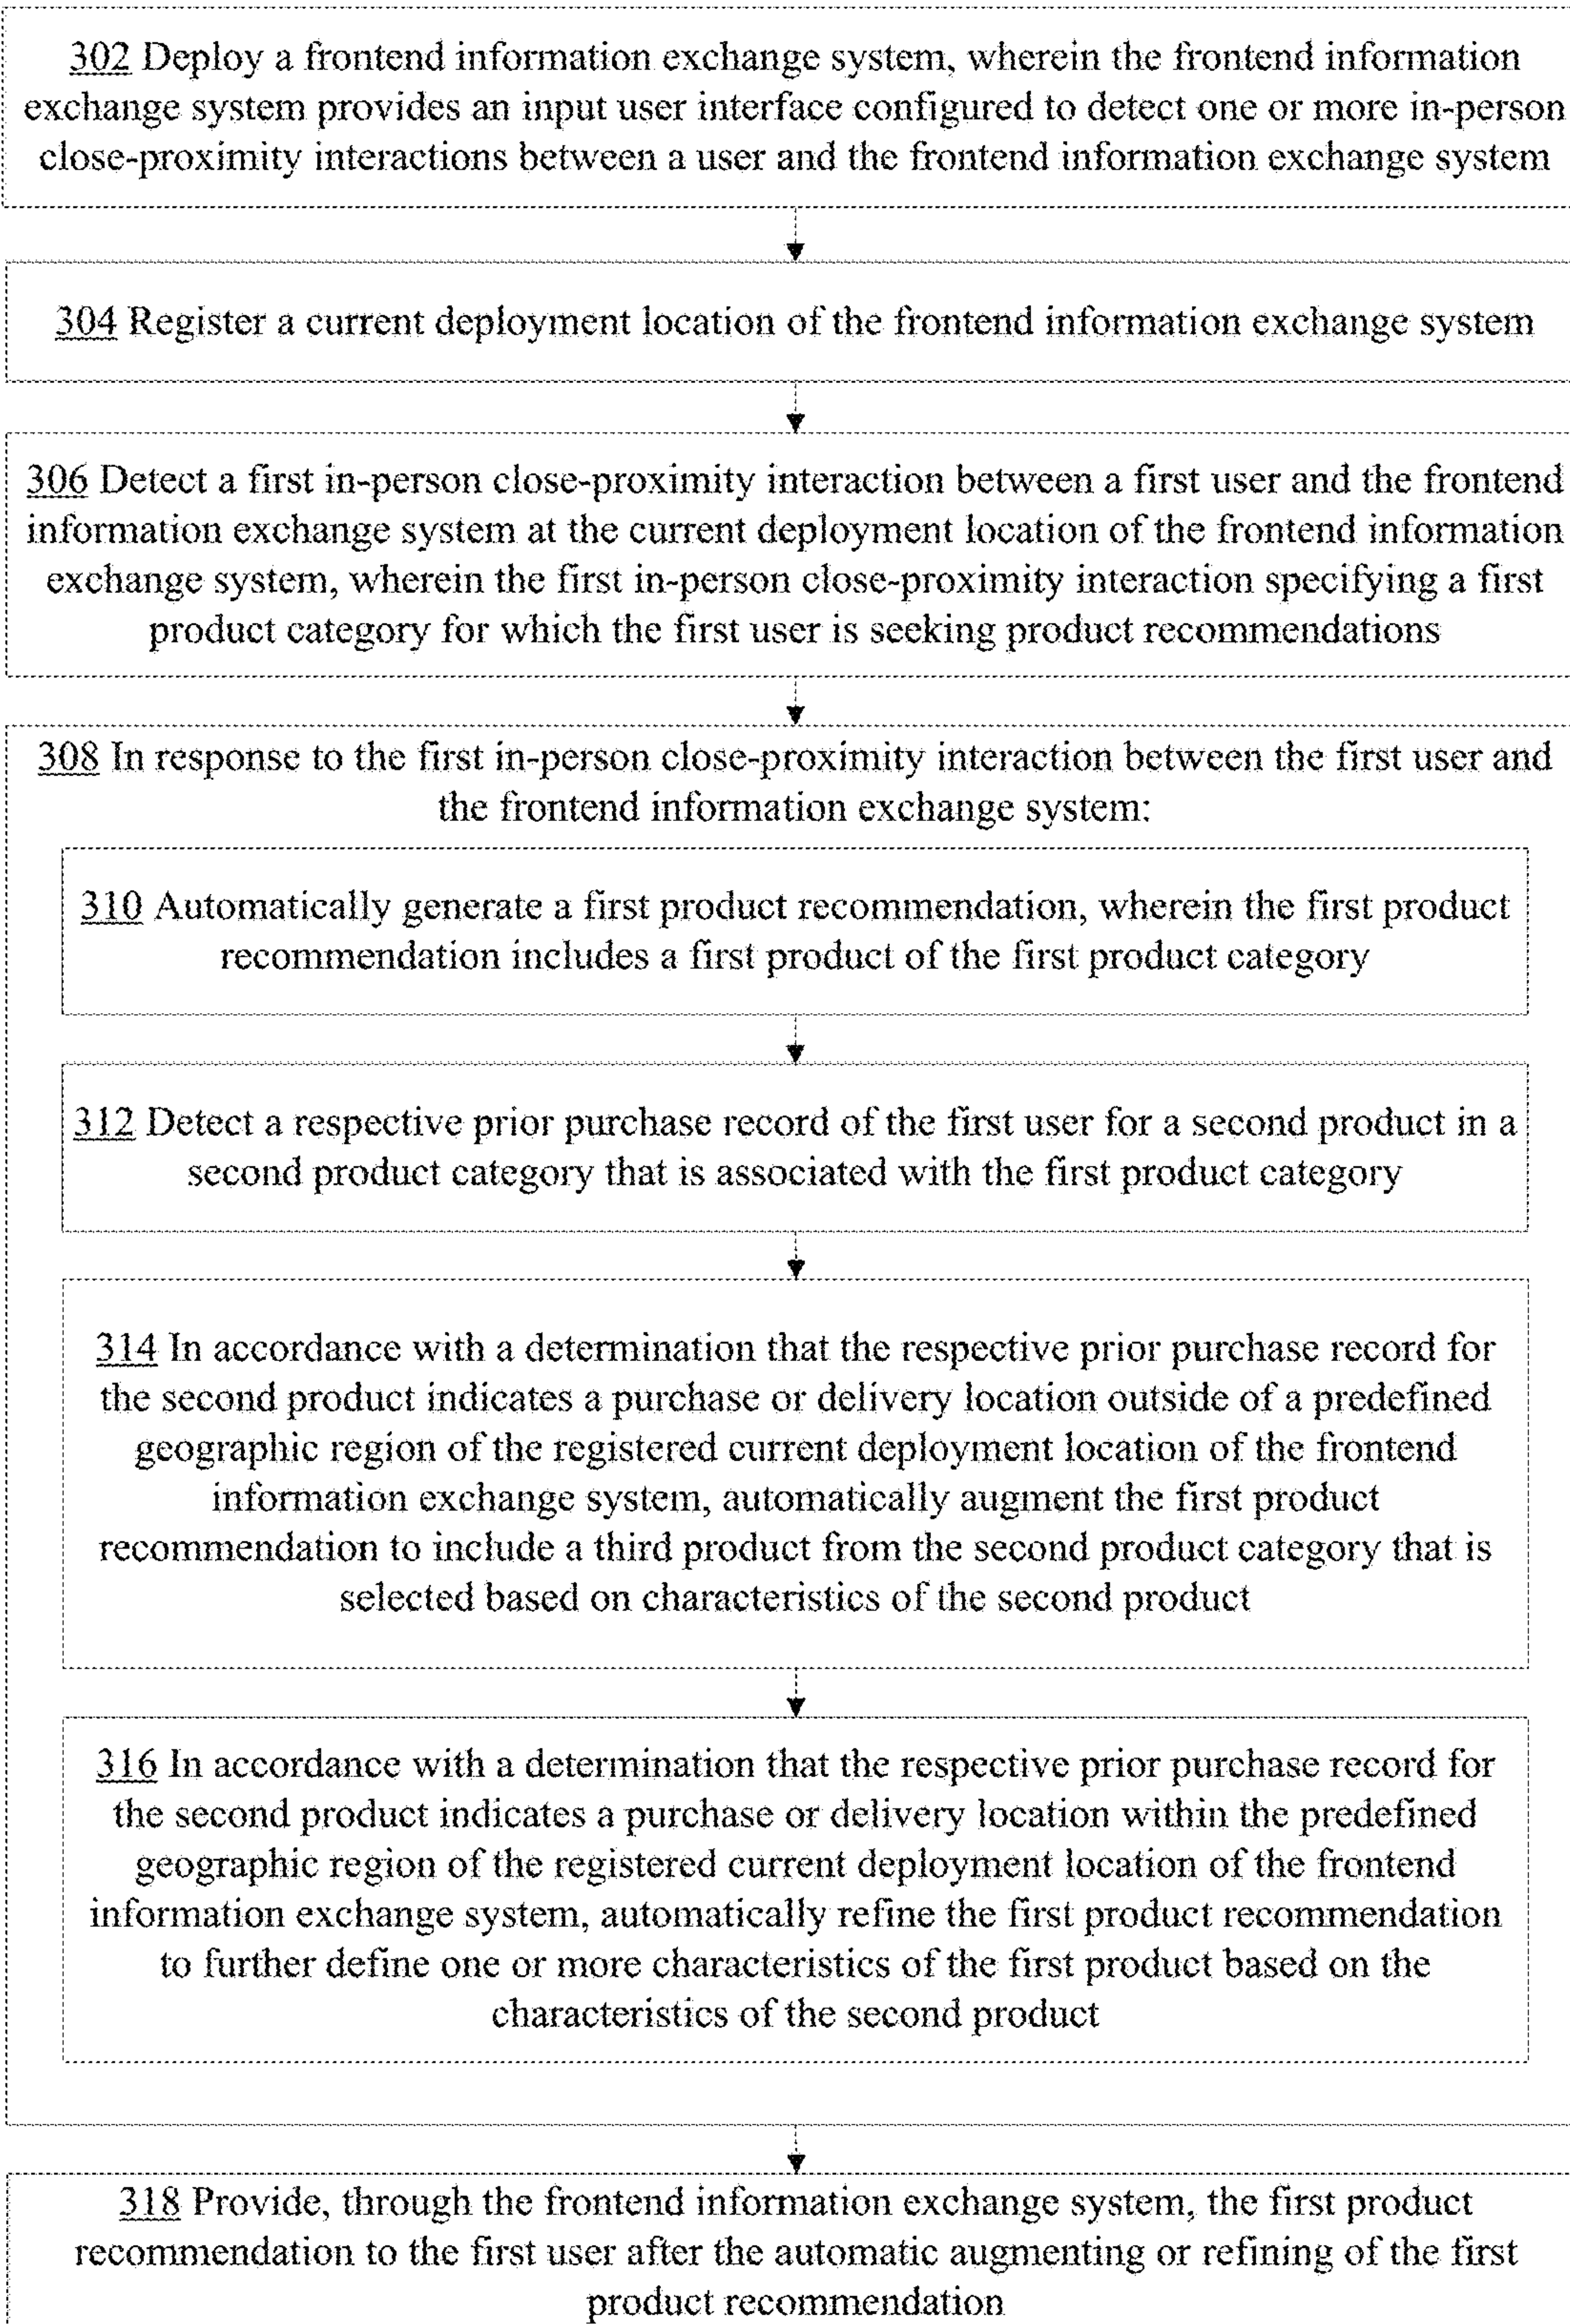 302 Deploy a frontend information exchange system, wherein the frontend information
exchange system provides an input user interface configured to detect one or more in-person
close-proximity interactions between a user and the frontend information exchange system
304 Register a current deployment location of the frontend information exchange system
306 Detect a first in-person close-proximity interaction between a first user and the frontend
information exchange system at the current deployment location of the frontend information
exchange system, wherein the first in-person close-proximity interaction specifying a first
product category for which the first user is seeking product recommendations
308 In response to the first in-person close-proximity interaction between the first user and
the frontend information exchange system:
310 Automatically generate a first product recommendation, wherein the first product
recommendation includes a first product of the first product category
312 Detect a respective prior purchase record of the first user for a second product in a
second product category that is associated with the first product category
314 In accordance with a determination that the respective prior purchase record for
the second product indicates a purchase or delivery location outside of a predefined
geographic region of the registered current deployment location of the frontend
information exchange system, automatically augment the first product
recommendation to include a third product from the second product category that is
selected based on characteristics of the second product
316 In accordance with a determination that the respective prior purchase record for
the second product indicates a purchase or delivery location within the predefined
geographic region of the registered current deployment location of the frontend
information exchange system, automatically refine the first product recommendation
to further define one or more characteristics of the first product based on the
characteristics of the second product
318 Provide, through the frontend information exchange system, the first product
recommendation to the first user after the automatic augmenting or refining of the first
product recommendation